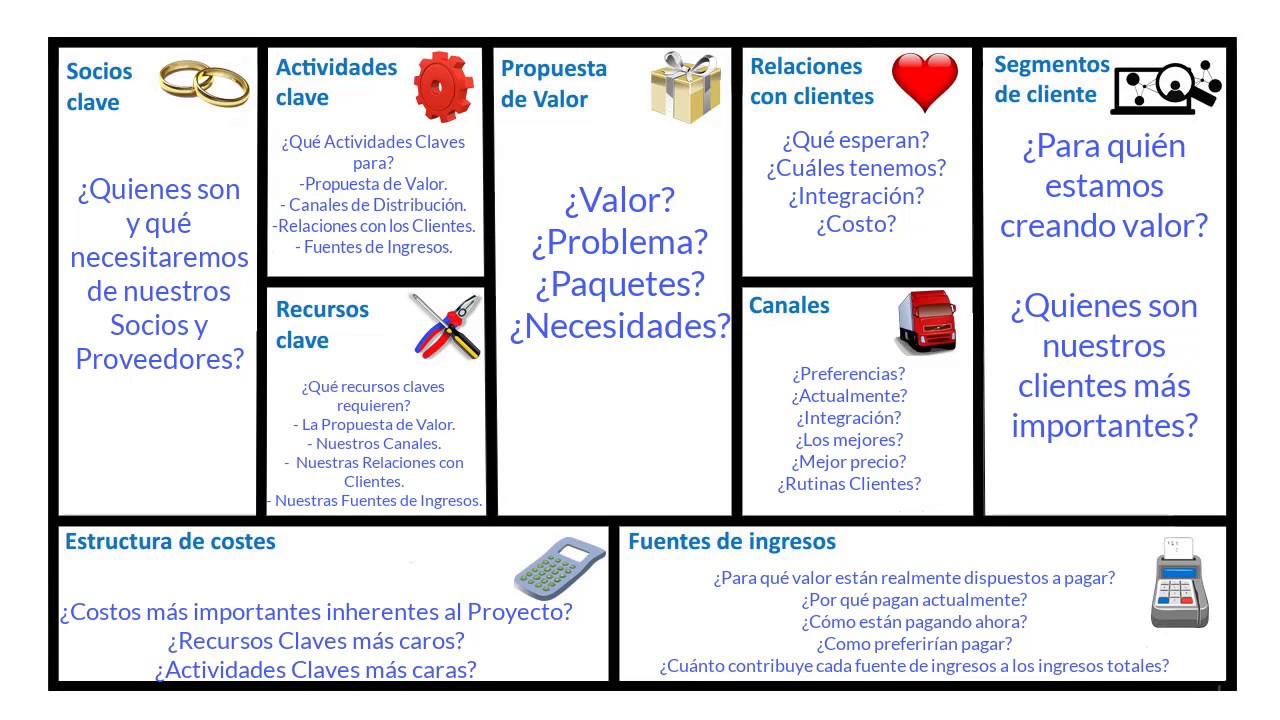 Socios
clave
¿Quienes son
y qué
necesitaremos
de nuestros
Socios y
Proveedores?
Actividades
clave
¿Qué Actividades Claves
para?
-Propuesta de Valor.
- Canales de Distribución.
-Relaciones con los Clientes.
- Fuentes de Ingresos.
Recursos
clave
¿Qué recursos claves
requieren?
- La Propuesta de Valor.
- Nuestros Canales.
- Nuestras Relaciones con
Clientes.
- Nuestras Fuentes de Ingresos.
Propuesta
de Valor
¿Valor?
¿Problema?
¿Paquetes?
¿Necesidades?
Relaciones
con clientes
¿Qué esperan?
¿Cuáles tenemos?
¿Integración?
¿Costo?
Canales
¿Preferencias?
¿Actualmente?
¿Integración?
¿Los mejores?
¿Mejor precio?
¿Rutinas Clientes?
Segmentos
de cliente
¿Para quién
estamos
creando valor?
¿Quienes son
nuestros
clientes más
importantes?
Estructura de costes
¿Costos más importantes inherentes al Proyecto?
¿Recursos Claves más caros?
¿Actividades Claves más caras?
Fuentes de ingresos
¿Para qué valor están realmente dispuestos a pagar?
¿Por qué pagan actualmente?
¿Cómo están pagando ahora?
¿Como preferirían pagar?
¿Cuánto contribuye cada fuente de ingresos a los ingresos totales?